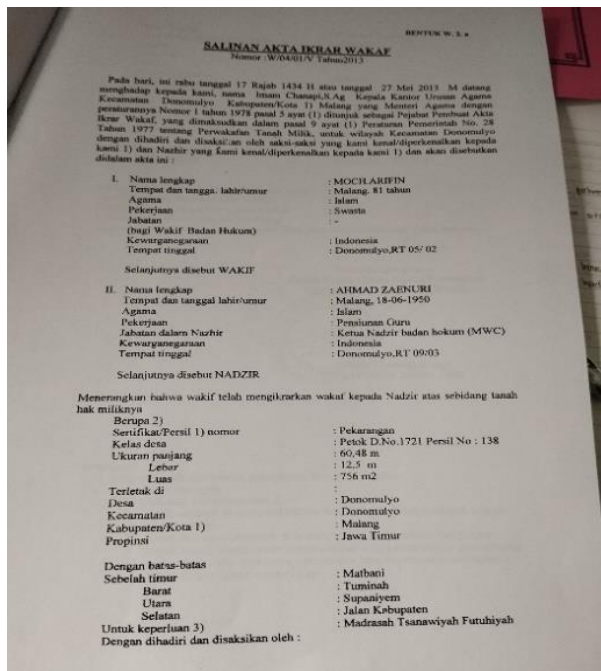 BENTUK W. 3. a
SALINAN AKTA IKRAR WAKAF
Nomor :W/04/01/V Tahun2013
Pada hari, ini rabu tanggal 17 Rajab 1434 H atau tanggal 27 Mei 2013 M datang
menghadap kepada kami, nama Imam Chanapi,S.Ag Kepala Kantor Urusan Agama
Kecamatan Donomulyo Kabupaten/Kota 1) Malang yang Menteri Agama dengan
peraturannya Nomor 1 tahun 1978 pasal 5 ayat (1) ditunjuk sebagai Pejabat Pembuat Akta
Ikrar Wakaf, yang dimaksudkan dalam pasal 9 ayat (1) Peraturan Pemerintah No. 28
Tahun 1977 tentang Perwakafan Tanah Milik, untuk wilayah Kecamatan Donomulyo
dengan dihadiri dan disaksikan oleh saksi-saksi yang kami kenal/diperkenalkan kepada
kami 1) dan Nazhir yang kami kenal/diperkenalkan kepada kami 1) dan akan disebutkan
didalam akta ini :
I. Nama lengkap : MOCH.ARIFIN
Tempat dan tangga. lahir/umur : Malang. 81 tahun
Agama : Islam
Pekerjaan : Swasta
Jabatan : -
(bagi Wakif Badan Hukum)
Kewarganegaraan : Indonesia
Tempat tinggal : Donomulyo,RT 05/ 02
Selanjutnya disebut WAKIF
II. Nama lengkap : AHMAD ZAENURI
Tempat dan tanggal lahir/umur : Malang, 18-06-1950
Agama : Islam
Pekerjaan : Pensiunan Guru
Jabatan dalam Nazhir : Ketua Nadzir badan hokum (MWC)
Kewarganegaraan : Indonesia
Tempat tinggal : Donomulyo,RT 09/03
Selanjutnya disebut NADZIR
Menerangkan bahwa wakif telah mengikrarkan wakaf kepada Nadzir atas sebidang tanah
hak miliknya
Berupa 2) : Pekarangan
Sertifikat/Persil 1) nomor : Petok D.No.1721 Persil No : 138
Kelas desa : 60,48 m
Ukuran panjang : 12,5 m
Lebar : 756 m2
Luas :
Terletak di : Donomulyo
Desa : Donomulyo
Kecamatan : Malang
Kabupaten/Kota 1) : Jawa Timur
Propinsi
Dengan batas-batas
Sebelah timur : Matbani
Barat : Tuminah
Utara : Supaniyem
Selatan : Jalan Kabupaten
Untuk keperluan 3) : Madrasah Tsanawiyah Futuhiyah
Dengan dihadiri dan disaksikan oleh :